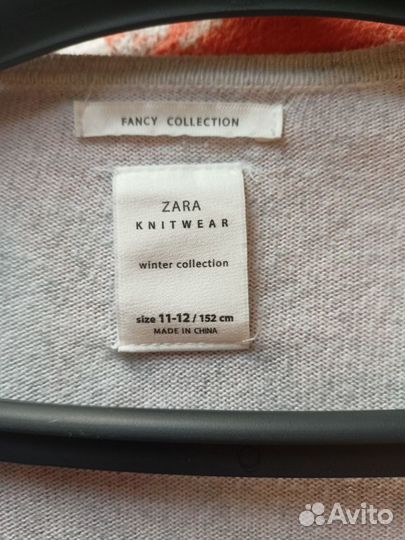 FANCY COLLECTION
ZARA
KNITWEAR
winter collection
size 11-12 / 152 cm
MADE IN CHINA
Avito